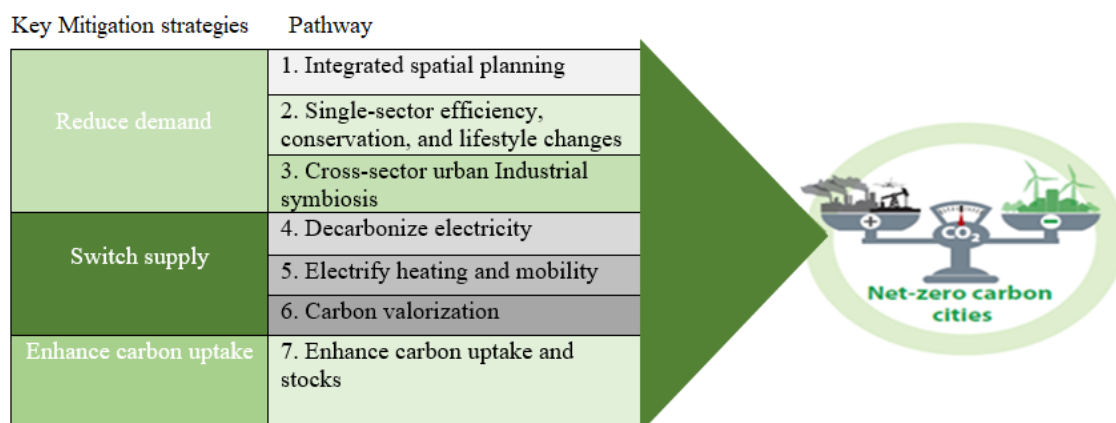 Key Mitigation strategies Pathway
Reduce demand
1. Integrated spatial planning
2. Single-sector efficiency,
conservation, and lifestyle changes
3. Cross-sector urban Industrial
symbiosis
Switch supply
4. Decarbonize electricity
5. Electrify heating and mobility
6. Carbon valorization
Enhance carbon uptake
7. Enhance carbon uptake and
stocks
+
CO₂
−
Net-zero carbon
cities